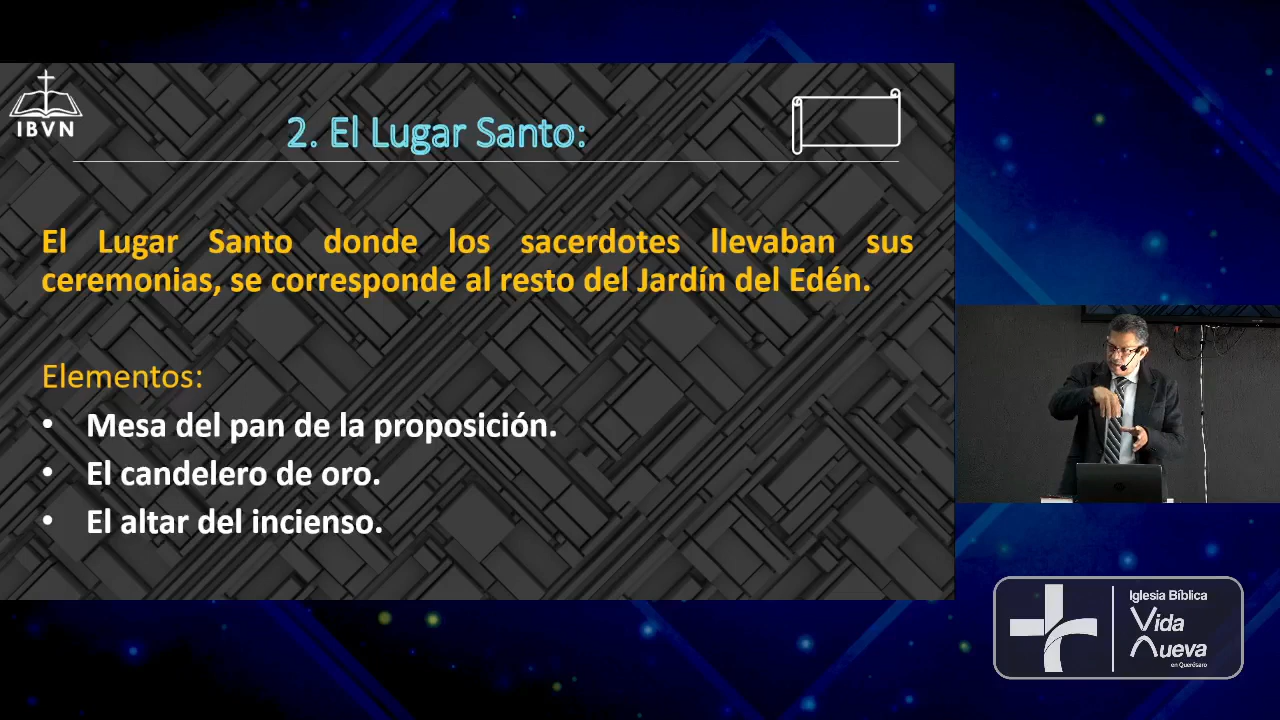 IBVN
2. El Lugar Santo:
El Lugar Santo donde los sacerdotes llevaban sus
ceremonias, se corresponde al resto del Jardín del Edén.
Elementos:
• Mesa del pan de la proposición.
• El candelero de oro.
• El altar del incienso.
Iglesia Bíblica
Vida
Nueva
en Querétaro